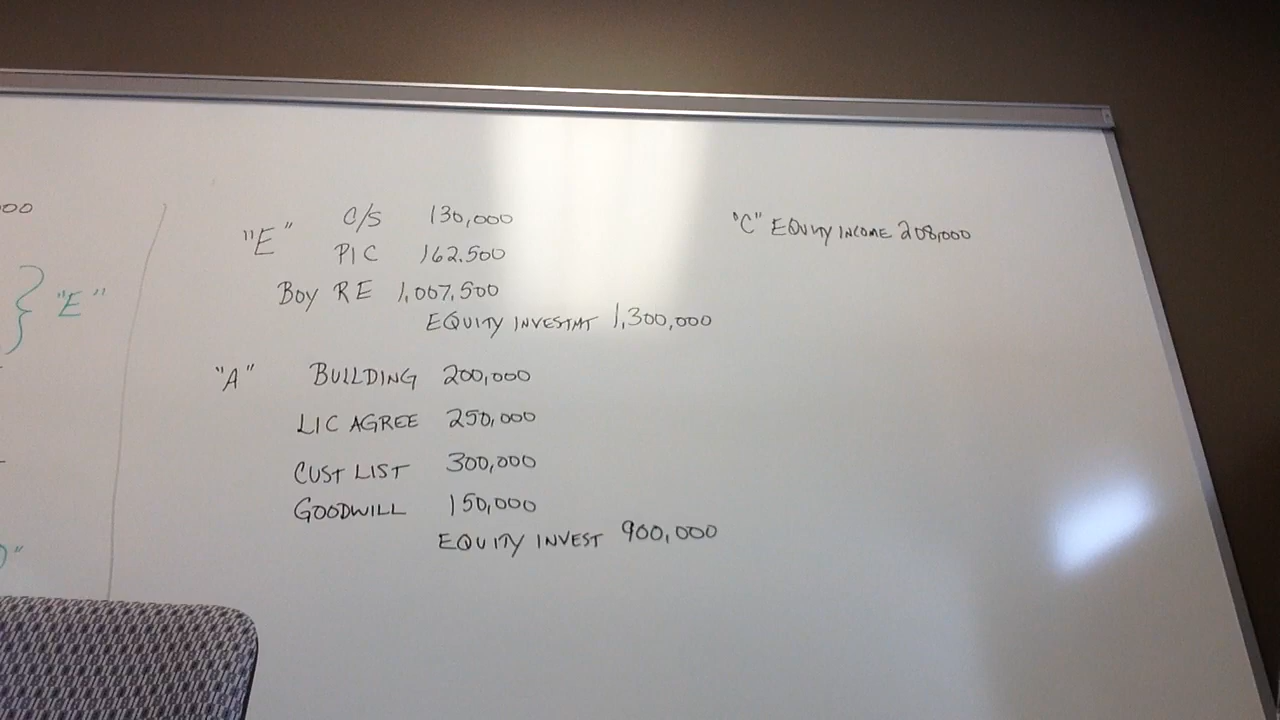 00
"E"
"E" C/S 130,000
PIC 162.500
BOY RE 1,007,500
EQUITY INVESTMT 1,300,000
"A" BUILDING 200,000
LIC AGREE 250,000
CUST LIST 300,000
GOODWILL 150,000
EQUITY INVEST 900,000
"C" EQUITY INCOME 208,000